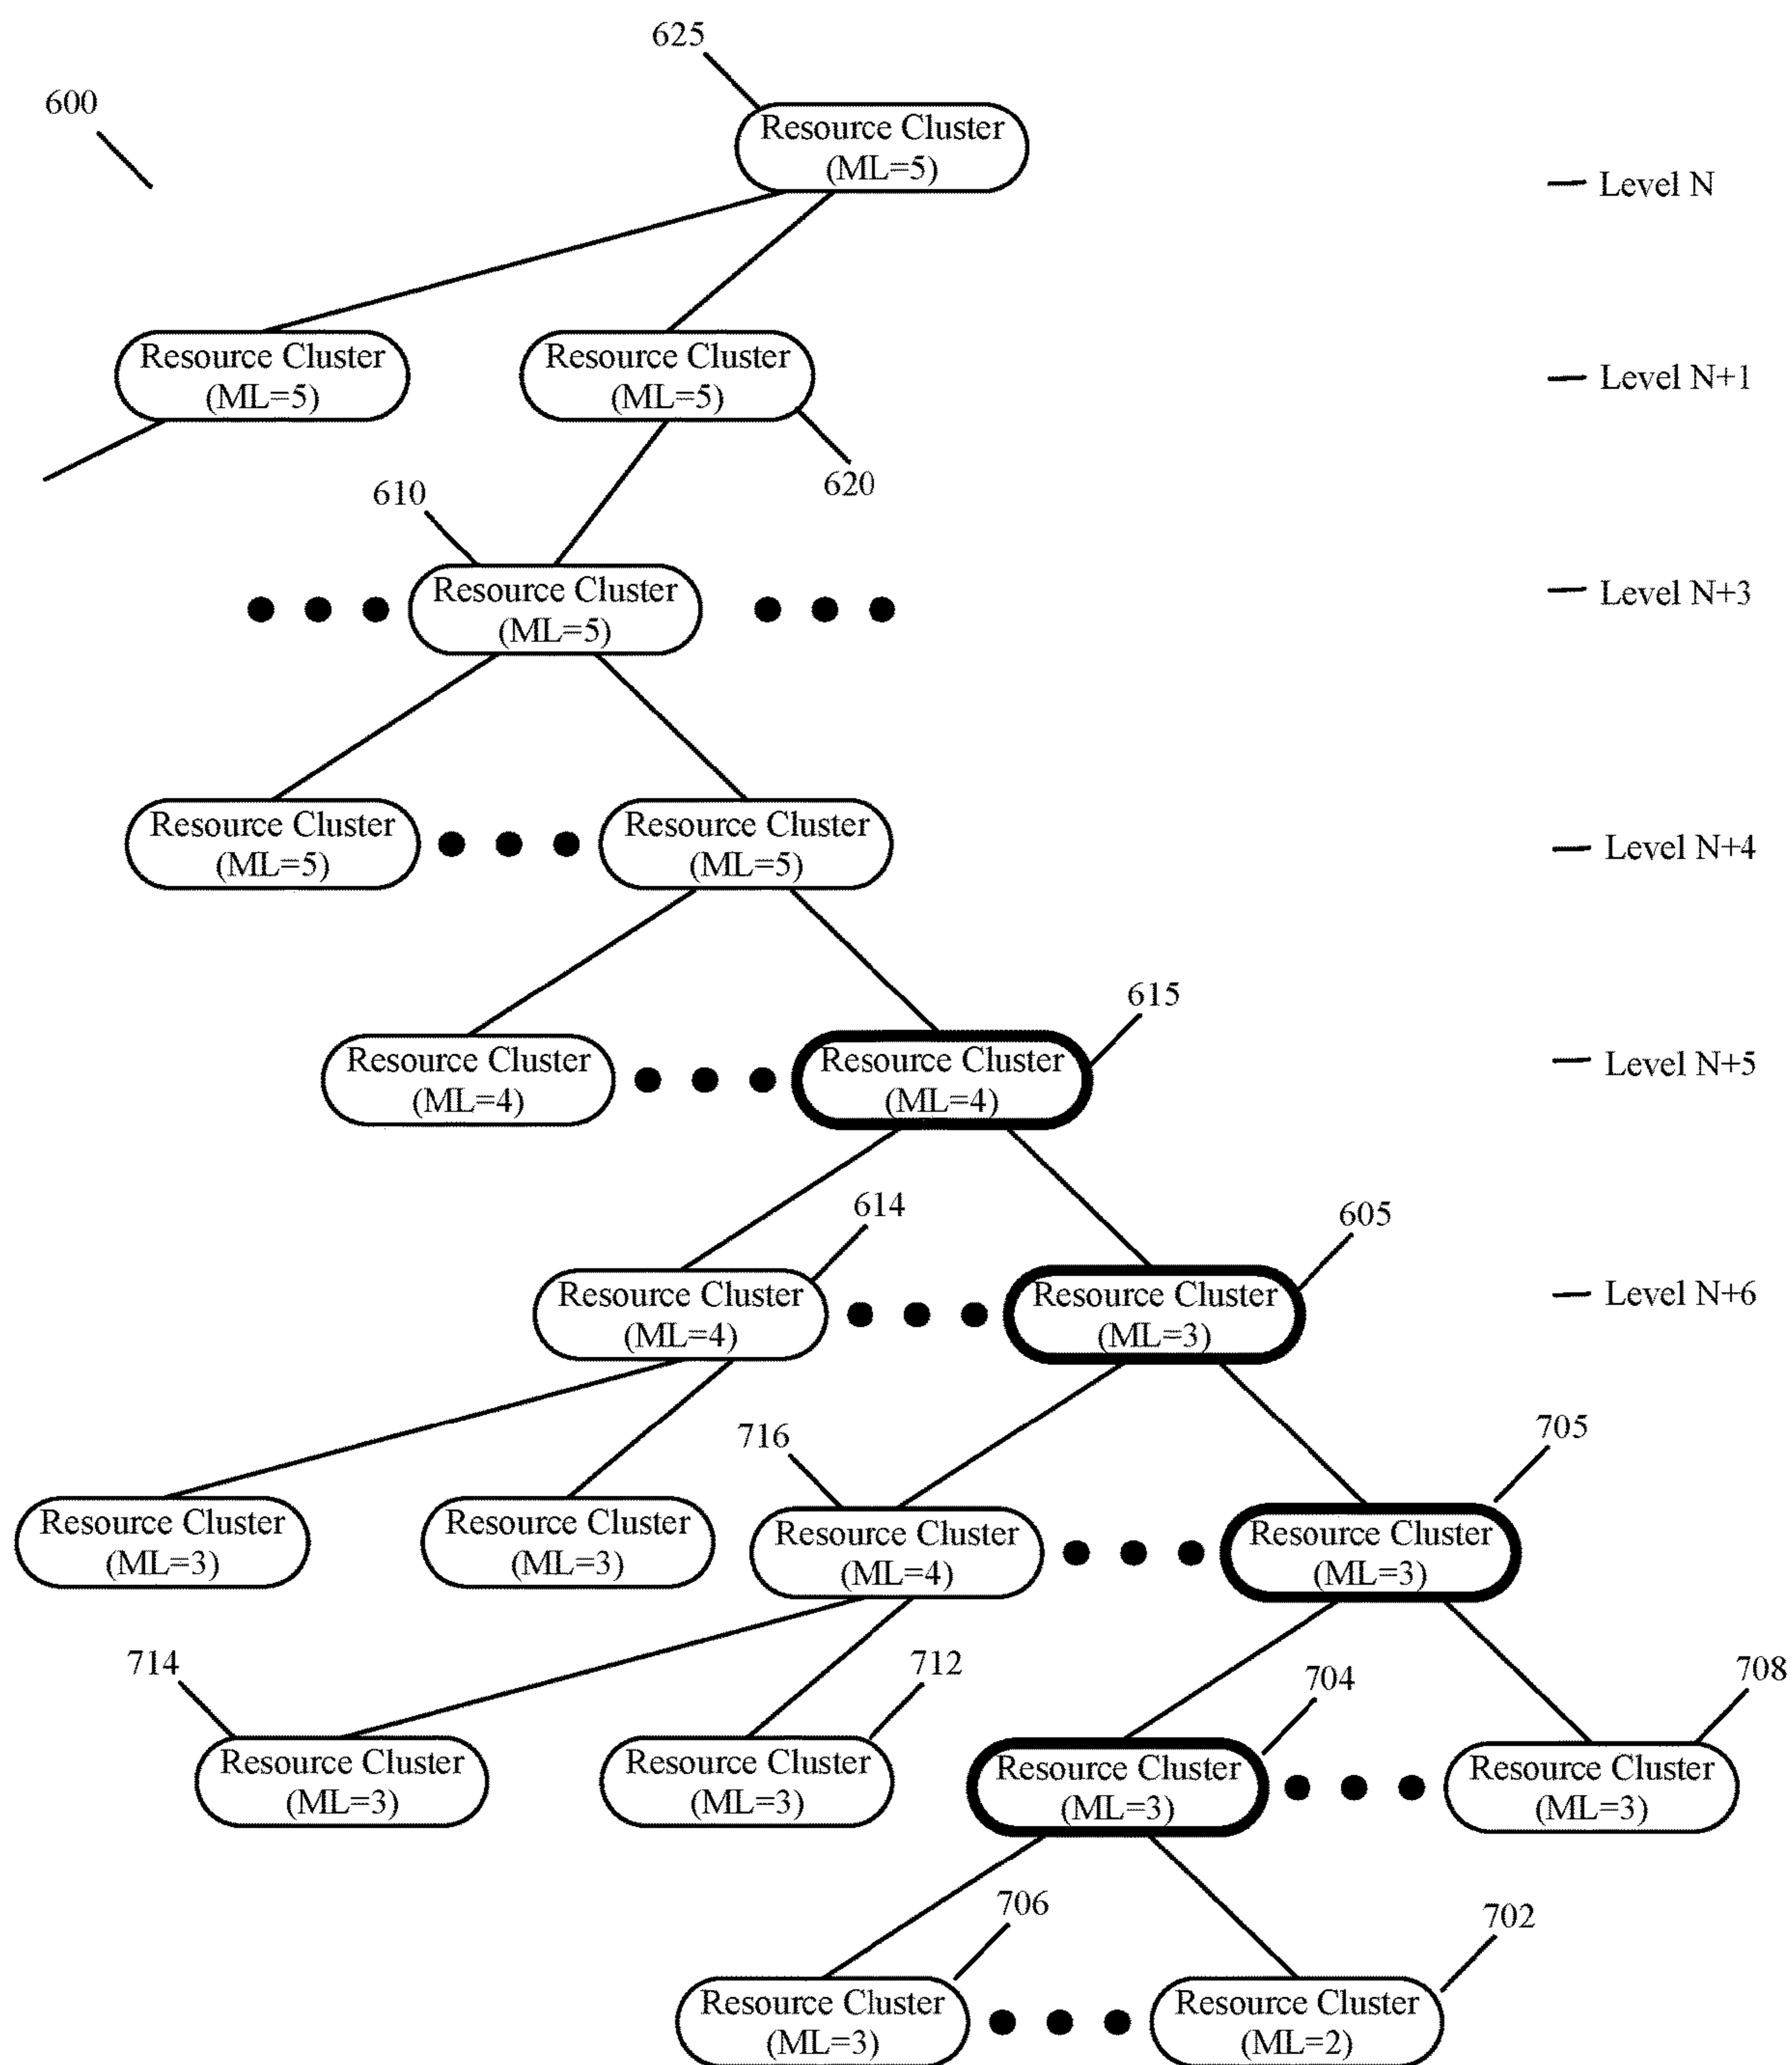 625
600
Resource Cluster
(ML=5)
Level N
Resource Cluster
(ML=5)
Resource Cluster
(ML=5)
Level N+1
620
610
Resource Cluster
(ML=5)
Level N+3
Resource Cluster
(ML=5)
Resource Cluster
(ML=5)
Level N+4
615
Resource Cluster
(ML=4)
Resource Cluster
(ML=4)
Level N+5
614
605
Resource Cluster
(ML=4)
Resource Cluster
(ML=3)
Level N+6
716
705
Resource Cluster
(ML=3)
Resource Cluster
(ML=3)
Resource Cluster
(ML=4)
Resource Cluster
(ML=3)
714
712
704
708
Resource Cluster
(ML=3)
Resource Cluster
(ML=3)
Resource Cluster
(ML=3)
Resource Cluster
(ML=3)
706
702
Resource Cluster
(ML=3)
Resource Cluster
(ML=2)